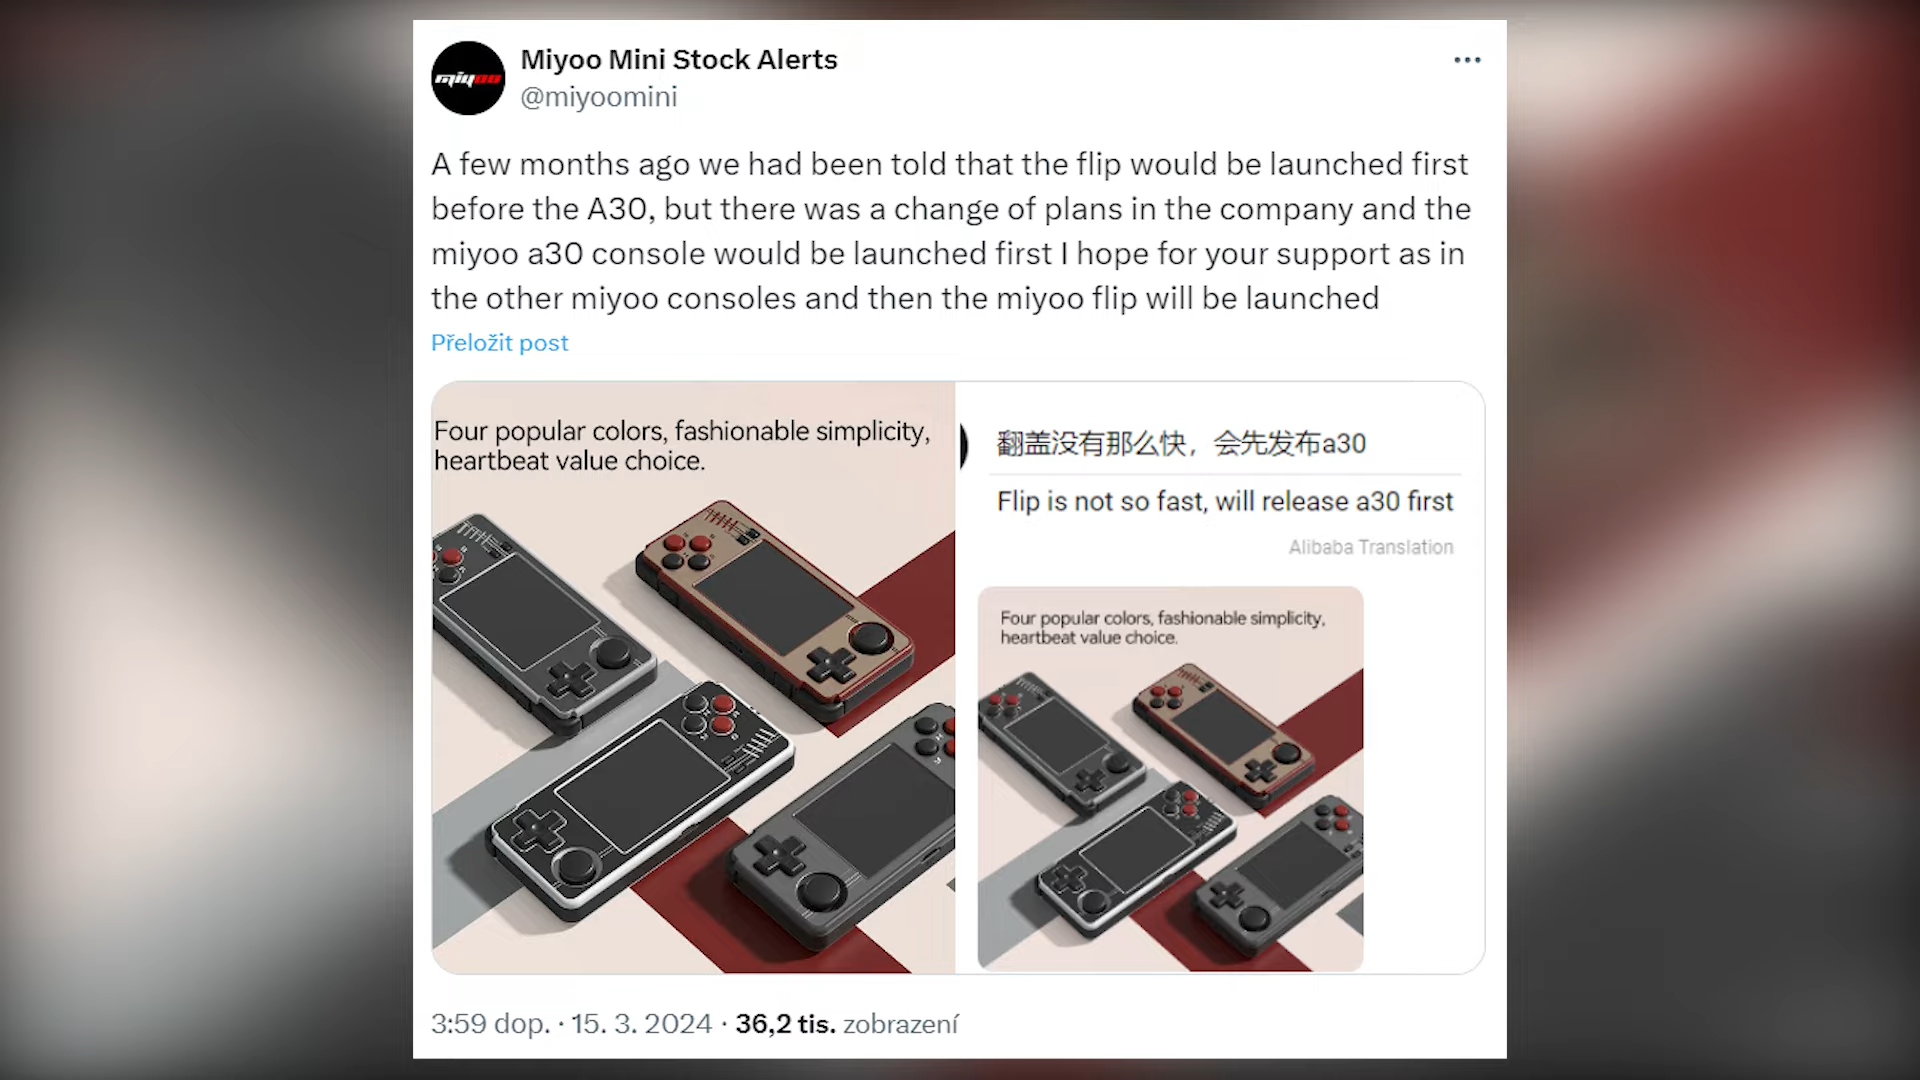 miyoo
Miyoo Mini Stock Alerts
@miyoomini
A few months ago we had been told that the flip would be launched first
before the A30, but there was a change of plans in the company and the
miyoo a30 console would be launched first I hope for your support as in
the other miyoo consoles and then the miyoo flip will be launched
Přeložit post
Four popular colors, fashionable simplicity,
heartbeat value choice.
翻盖没有那么快，会先发布a30
Flip is not so fast, will release a30 first
Alibaba Translation
Four popular colors, fashionable simplicity,
heartbeat value choice.
3:59 dop. · 15. 3. 2024 · 36,2 tis. zobrazení